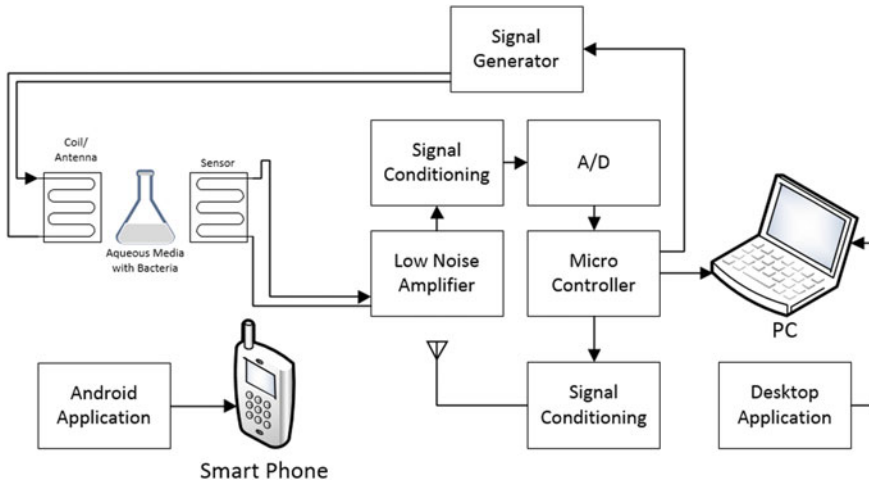 Signal
Generator
Coil/
Antenna
Sensor
Signal
Conditioning
A/D
Aqueous Media
with Bacteria
Low Noise
Amplifier
Micro
Controller
PC
Android
Application
Smart Phone
Signal
Conditioning
Desktop
Application